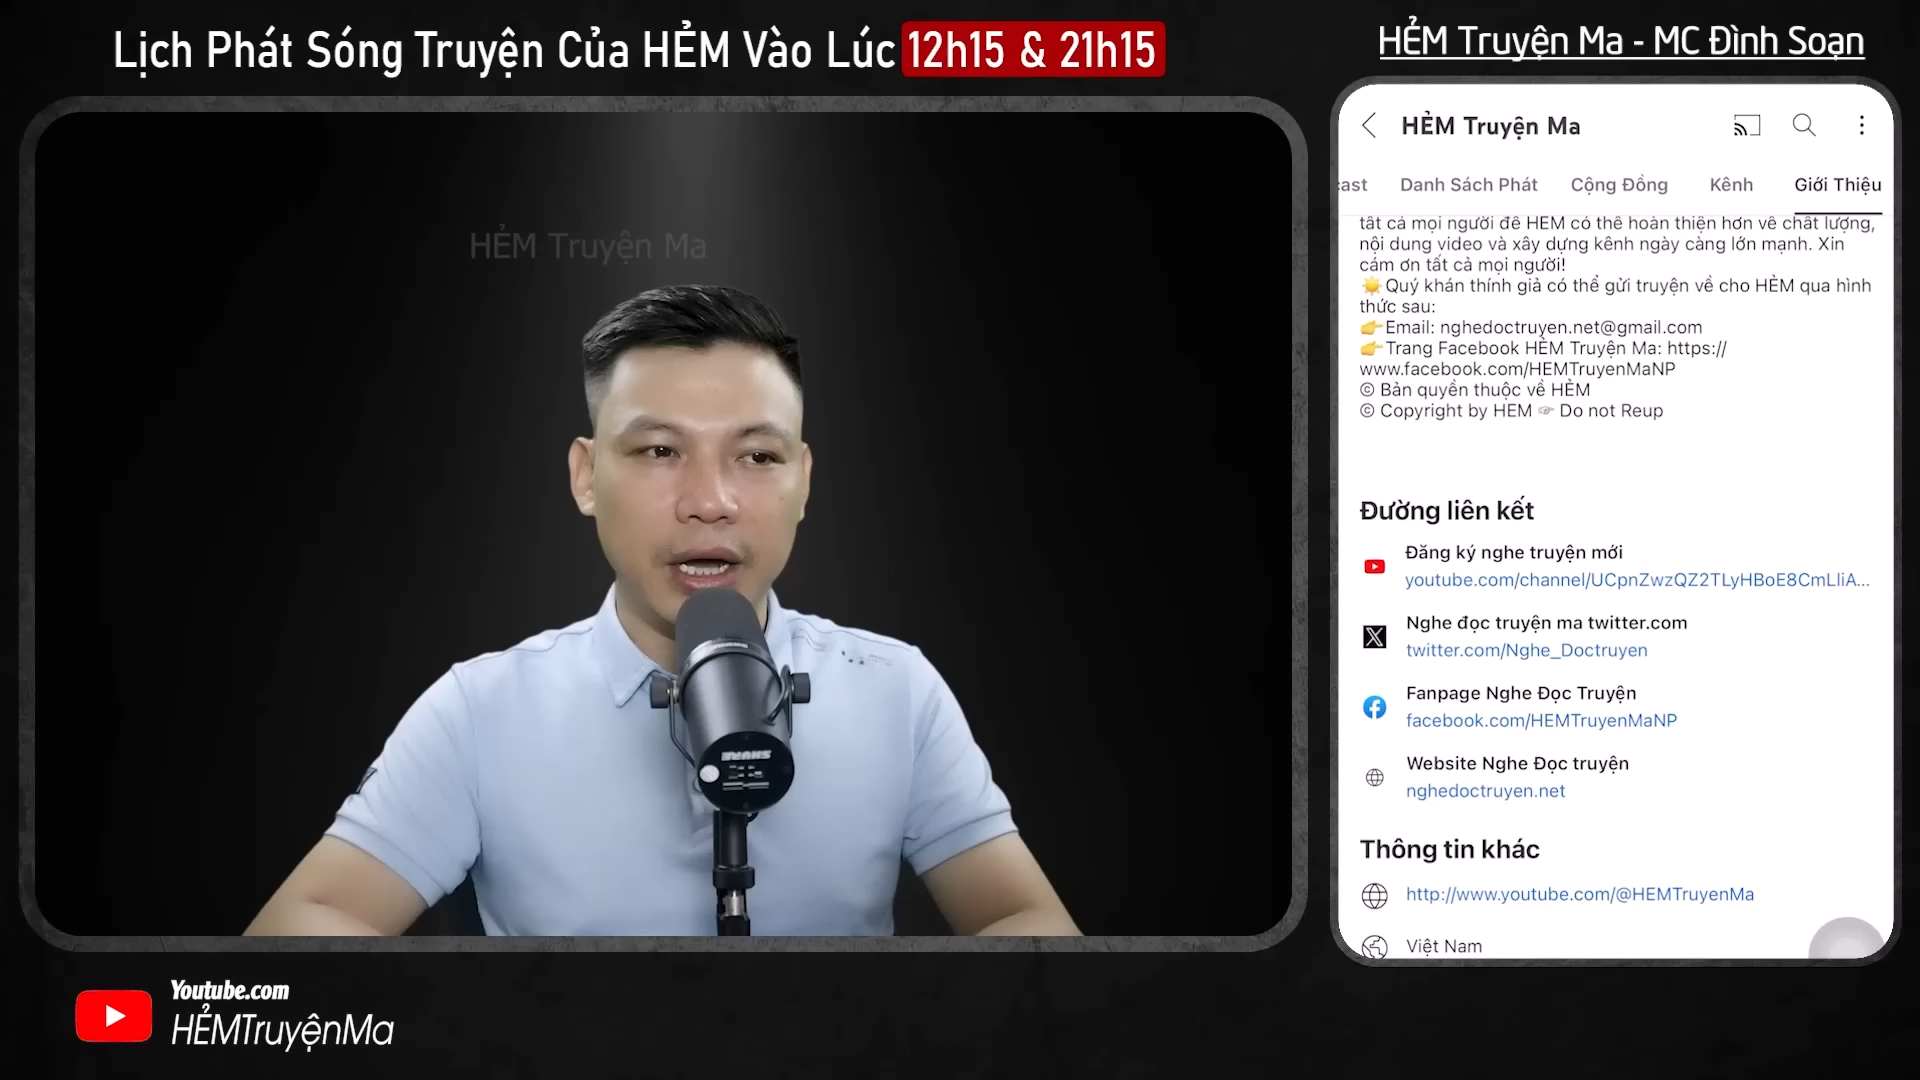 Lịch Phát Sóng Truyện Của HẺM Vào Lúc 12h15 & 21h15
HẺM Truyện Ma
SHURE
Youtube.com
HẺMTruyệnMa
HẺM Truyện Ma - MC Đình Soạn
HẺM Truyện Ma
cast Danh Sách Phát Cộng Đồng Kênh Giới Thiệu
tất cả mọi người để HẺM có thể hoàn thiện hơn về chất lượng,
nội dung video và xây dựng kênh ngày càng lớn mạnh. Xin
cám ơn tất cả mọi người!
☀️Quý khán thính giả có thể gửi truyện về cho HẺM qua hình
thức sau:
👉Email: nghedoctruyen.net@gmail.com
👉Trang Facebook HẺM Truyện Ma: https://
www.facebook.com/HEMTruyenMaNP
© Bản quyền thuộc về HẺM
© Copyright by HEM ☞ Do not Reup
Đường liên kết
Đăng ký nghe truyện mới
youtube.com/channel/UCpnZwzQZ2TLyHBoE8CmLIiA...
Nghe đọc truyện ma twitter.com
twitter.com/Nghe_Doctruyen
Fanpage Nghe Đọc Truyện
facebook.com/HEMTruyenMaNP
Website Nghe Đọc truyện
nghedoctruyen.net
Thông tin khác
http://www.youtube.com/@HEMTruyenMa
Việt Nam